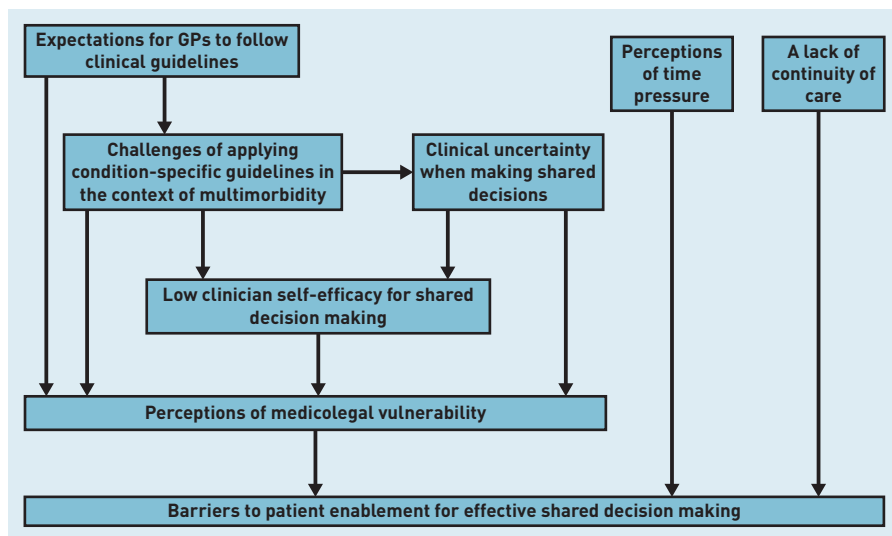 Expectations for GPs to follow
clinical guidelines
Perceptions
of time
pressure
A lack of
continuity of
care
Challenges of applying
condition-specific guidelines in
the context of multimorbidity
Clinical uncertainty
when making shared
decisions
Low clinician self-efficacy for shared
decision making
Perceptions of medicolegal vulnerability
Barriers to patient enablement for effective shared decision making